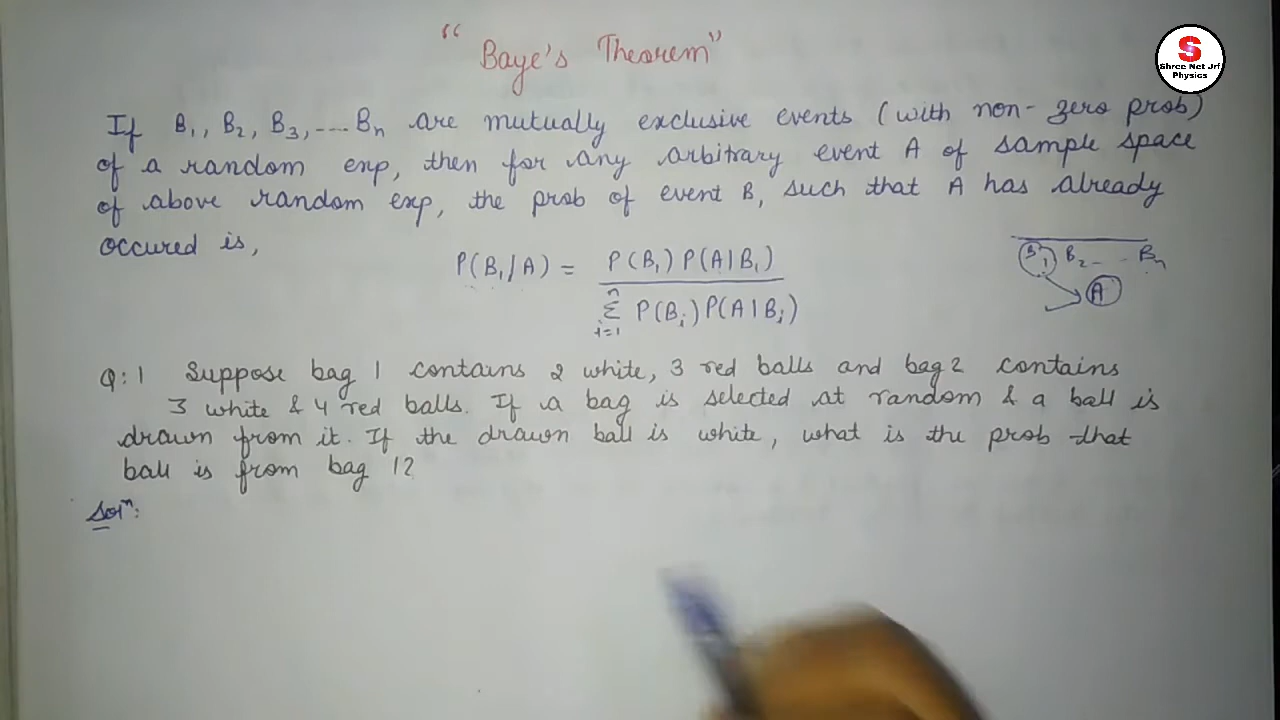 “Baye's Theorem”
S
Shree Net Jrf
Physics
If B₁, B₂, B₃, .... Bₙ are mutually exclusive events (with non-zero prob)
of a random exp, then for any arbitrary event A of sample space
of above random exp, the prob of event B₁ such that A has already
occured is,
P(B₁/A) = P(B₁) P(A|B₁) / Σⁿᵢ₌₁ P(Bᵢ) P(A|Bᵢ)
B₁ B₂ - - - Bₙ
A
Q:1 Suppose bag 1 contains 2 white, 3 red balls and bag 2 contains
3 white & 4 red balls. If a bag is selected at random & a ball is
drawn from it. If the drawn ball is white, what is the prob that
ball is from bag 1?
Solⁿ: